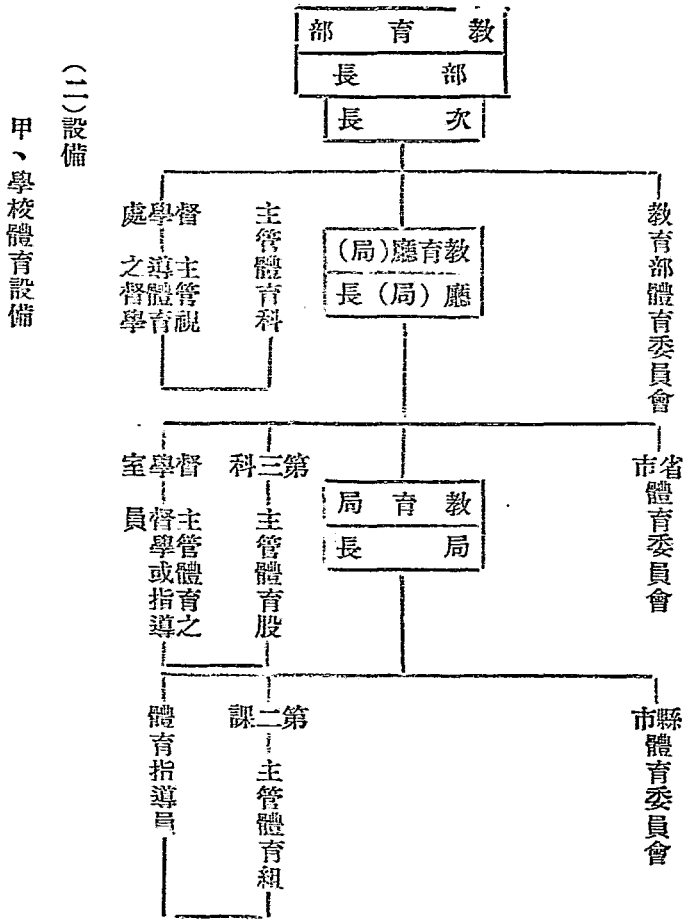 教育部
部長
次長
教育部體育委員會
教育廳(局)
廳(局)長
主管體育科
督學處
主管視導體育之督學
省市體育委員會
教育局
局長
第三科
主管體育股
督學室
主管體育之督學或指導員
縣市體育委員會
第二課
主管體育組
體育指導員
(二)設備
甲、學校體育設備